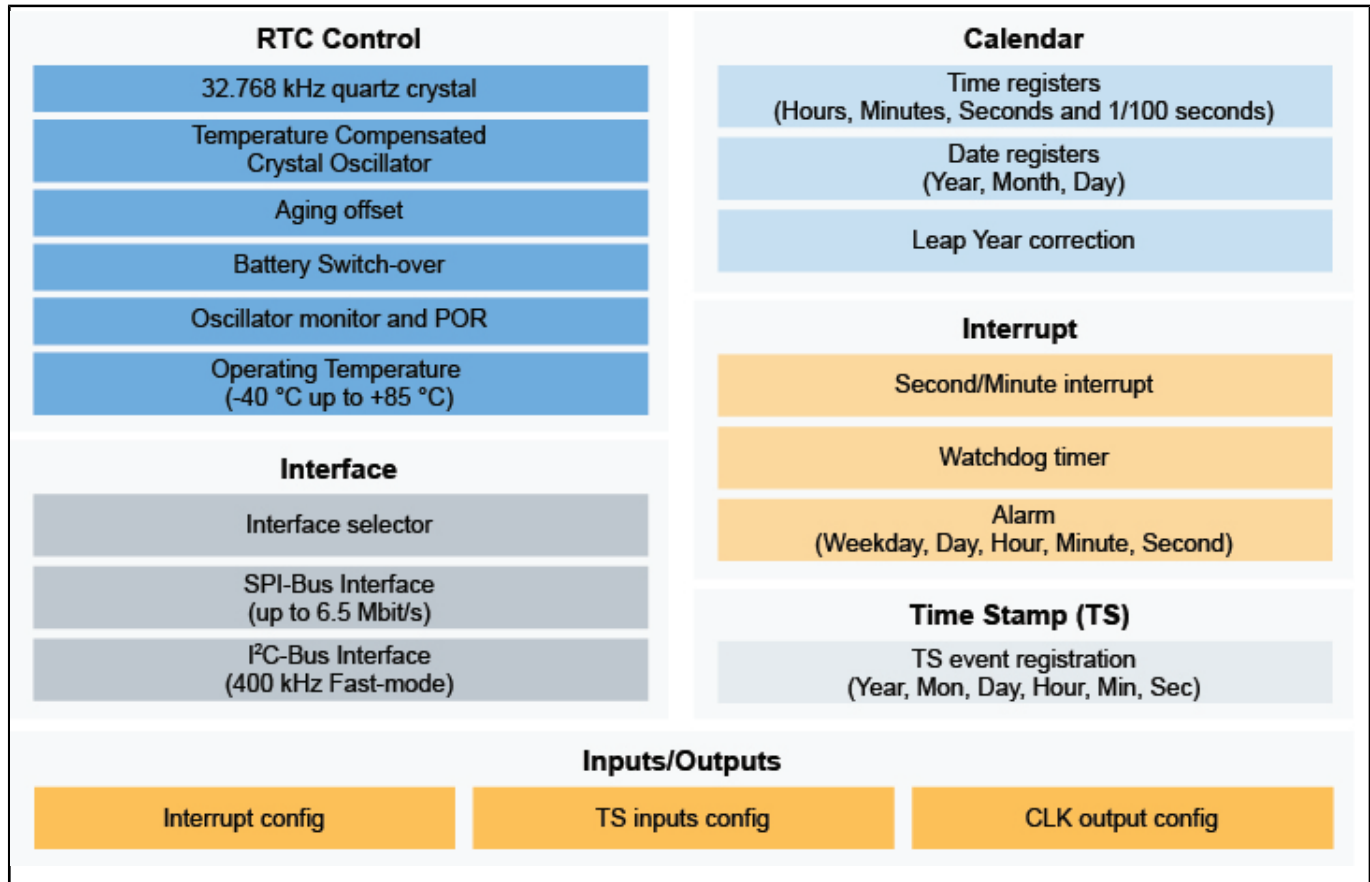 RTC Control
32.768 kHz quartz crystal
Temperature Compensated
Crystal Oscillator
Aging offset
Battery Switch-over
Oscillator monitor and POR
Operating Temperature
(-40 °C up to +85 °C)
Interface
Interface selector
SPI-Bus Interface
(up to 6.5 Mbit/s)
I²C-Bus Interface
(400 kHz Fast-mode)
Calendar
Time registers
(Hours, Minutes, Seconds and 1/100 seconds)
Date registers
(Year, Month, Day)
Leap Year correction
Interrupt
Second/Minute interrupt
Watchdog timer
Alarm
(Weekday, Day, Hour, Minute, Second)
Time Stamp (TS)
TS event registration
(Year, Mon, Day, Hour, Min, Sec)
Inputs/Outputs
Interrupt config
TS inputs config
CLK output config